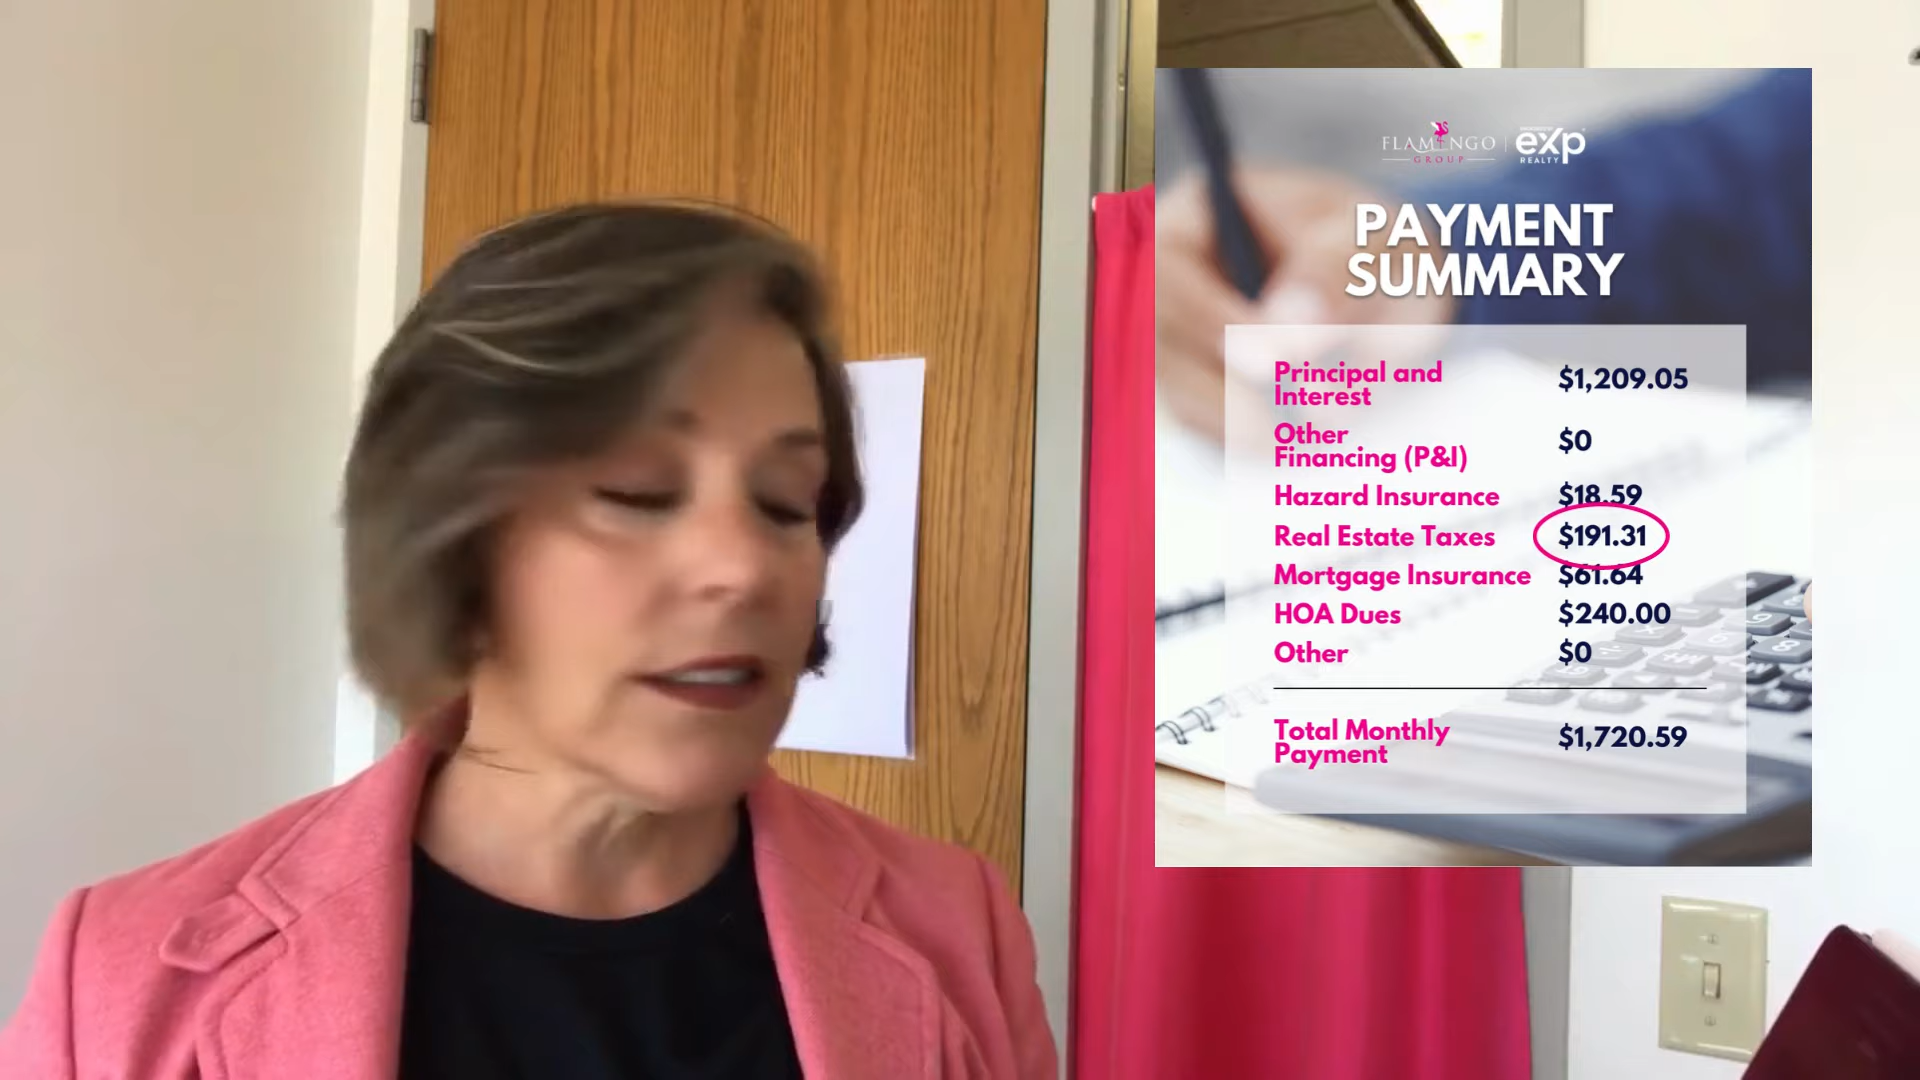 FLAMINGO
GROUP
exp
REALTY
PAYMENT
SUMMARY
Principal and
Interest
$1,209.05
Other
Financing (P&I)
$0
Hazard Insurance $18.59
Real Estate Taxes $191.31
Mortgage Insurance $61.64
HOA Dues $240.00
Other $0
Total Monthly
Payment
$1,720.59